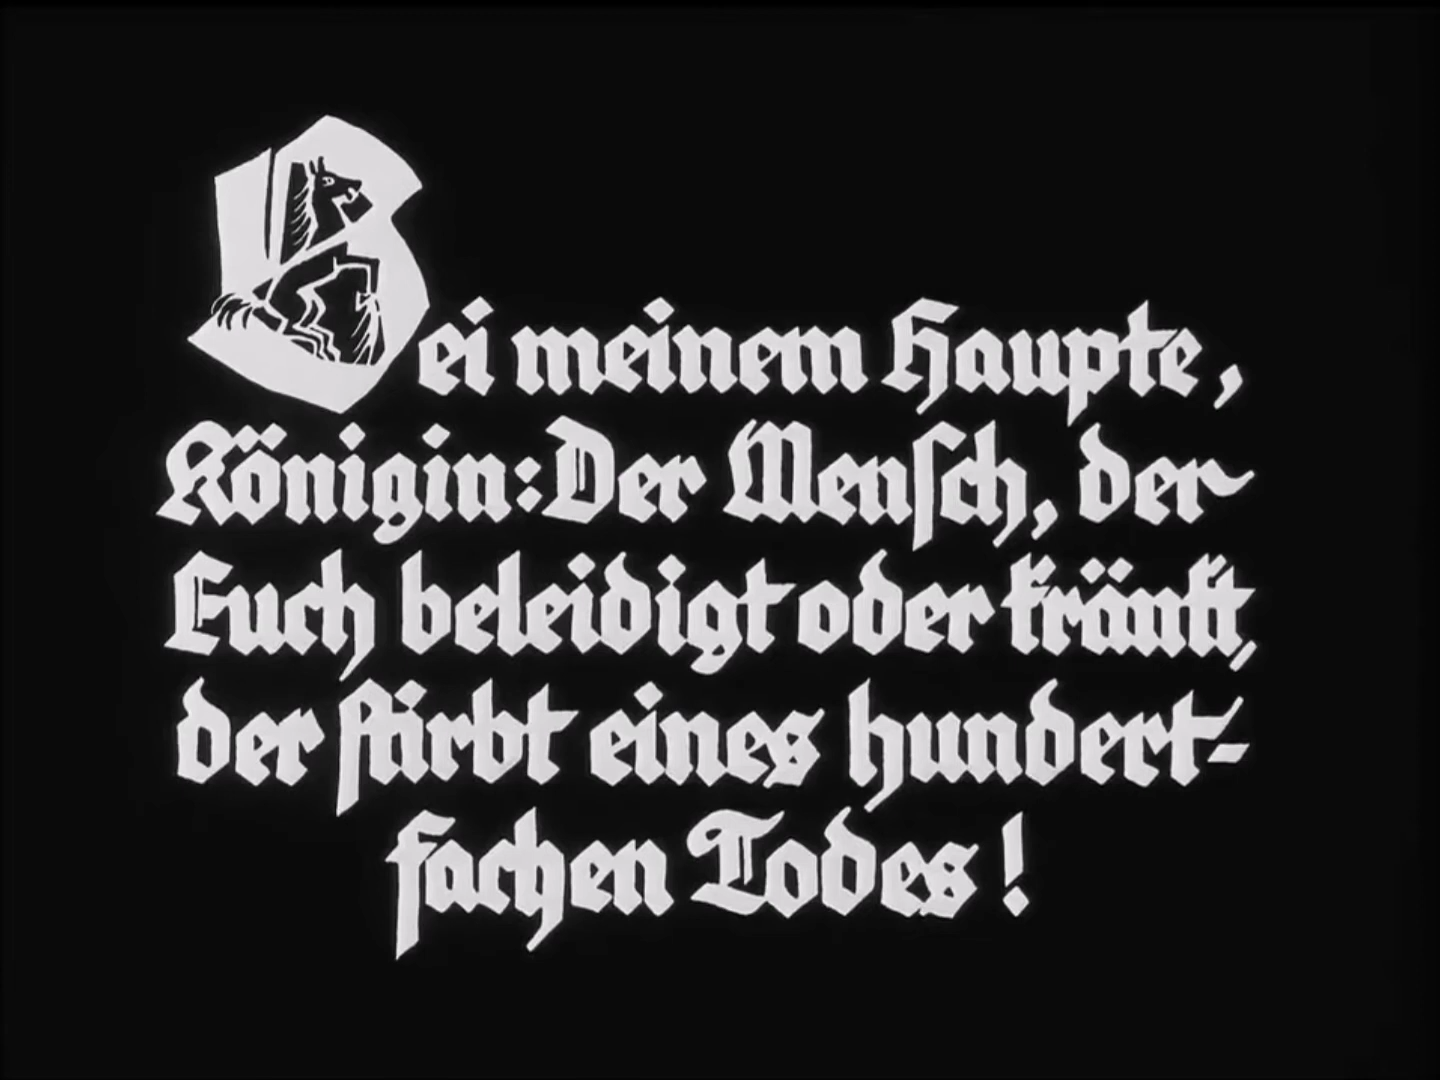 Bei meinem Haupte,
Königin: Der Mensch, der
Euch beleidigt oder kränkt,
der stirbt eines hundert-
fachen Todes!